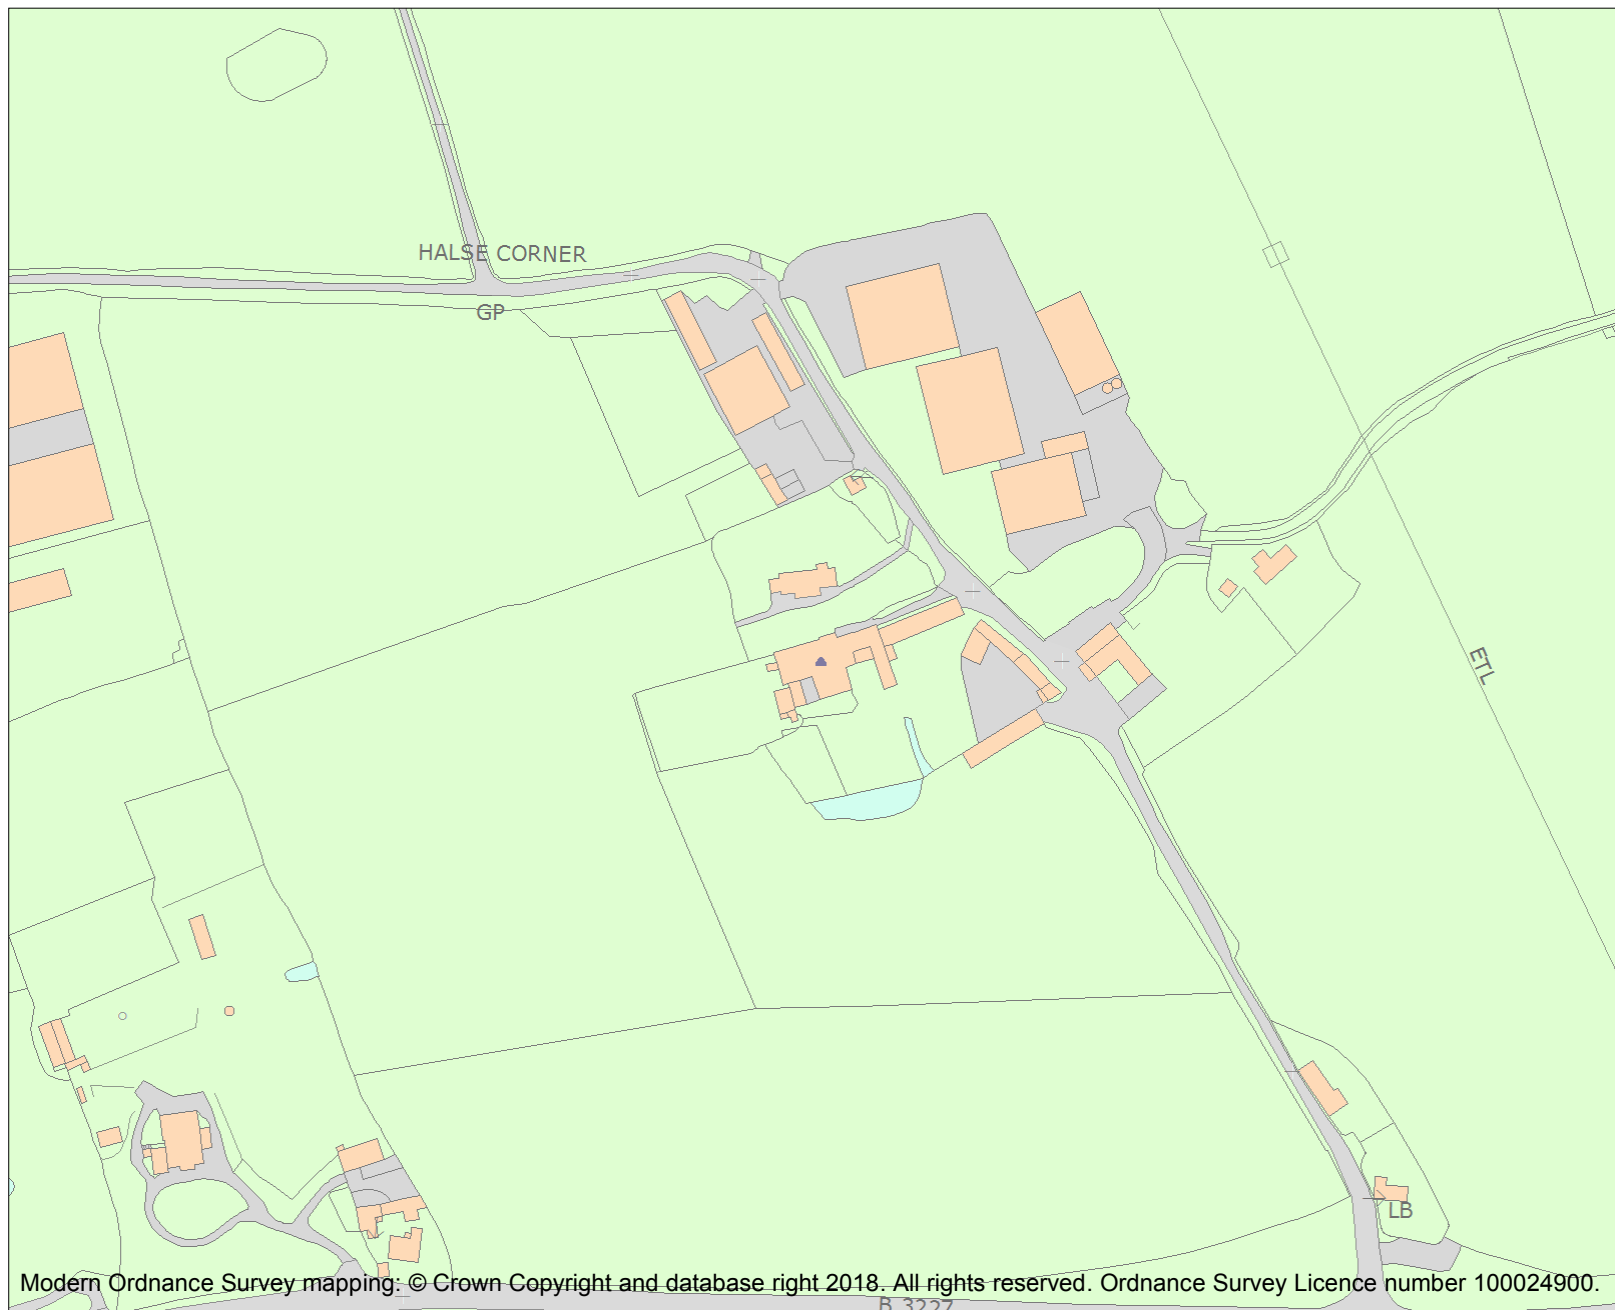 HALSE CORNER
GP
ETL
LB
Modern Ordnance Survey mapping: © Crown Copyright and database right 2018. All rights reserved. Ordnance Survey Licence number 100024900.
B 3227